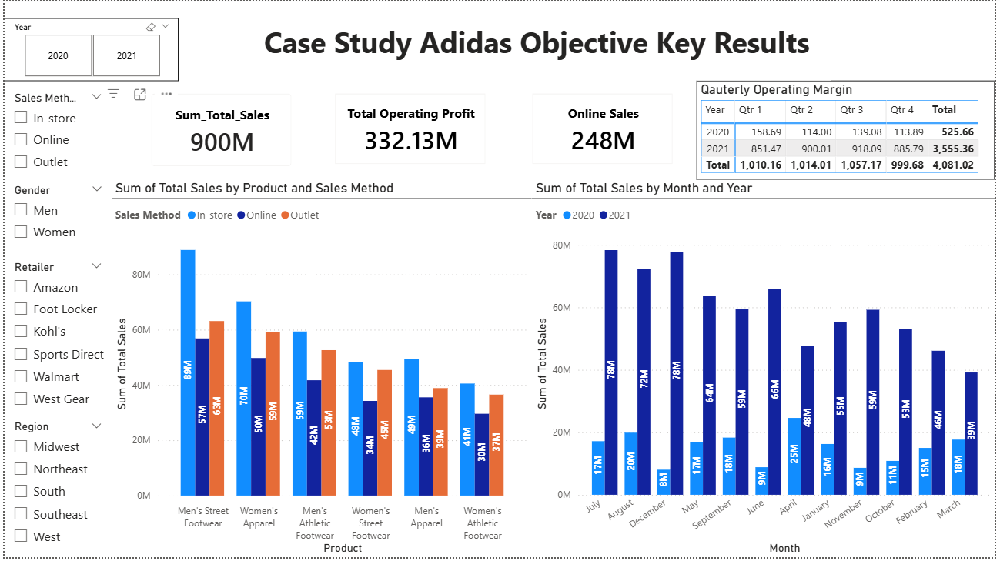 Year
2020 2021
Case Study Adidas Objective Key Results
Sales Meth...
In-store
Online
Outlet
Gender
Men
Women
Retailer
Amazon
Foot Locker
Kohl's
Sports Direct
Walmart
West Gear
Region
Midwest
Northeast
South
Southeast
West
Sum_Total_Sales
900M
Total Operating Profit
332.13M
Online Sales
248M
Qauterly Operating Margin
Year Qtr 1 Qtr 2 Qtr 3 Qtr 4 Total
2020 158.69 114.00 139.08 113.89 525.66
2021 851.47 900.01 918.09 885.79 3,555.36
Total 1,010.16 1,014.01 1,057.17 999.68 4,081.02
Sum of Total Sales by Product and Sales Method
Sales Method In-store Online Outlet
Sum of Total Sales
80M
60M
40M
20M
0M
89M 57M 63M
70M 50M 59M
59M 42M 53M
48M 34M 45M
49M 36M 39M
41M 30M 37M
Men's Street
Footwear
Women's
Apparel
Men's
Athletic
Footwear
Women's
Street
Footwear
Men's
Apparel
Women's
Athletic
Footwear
Product
Sum of Total Sales by Month and Year
Year 2020 2021
Sum of Total Sales
80M
60M
40M
20M
0M
17M 78M
20M 72M
8M 78M
17M 64M
18M 59M
9M 66M
25M 48M
16M 55M
9M 59M
11M 53M
15M 46M
18M 39M
July
August
December
May
September
June
April
January
November
October
February
March
Month